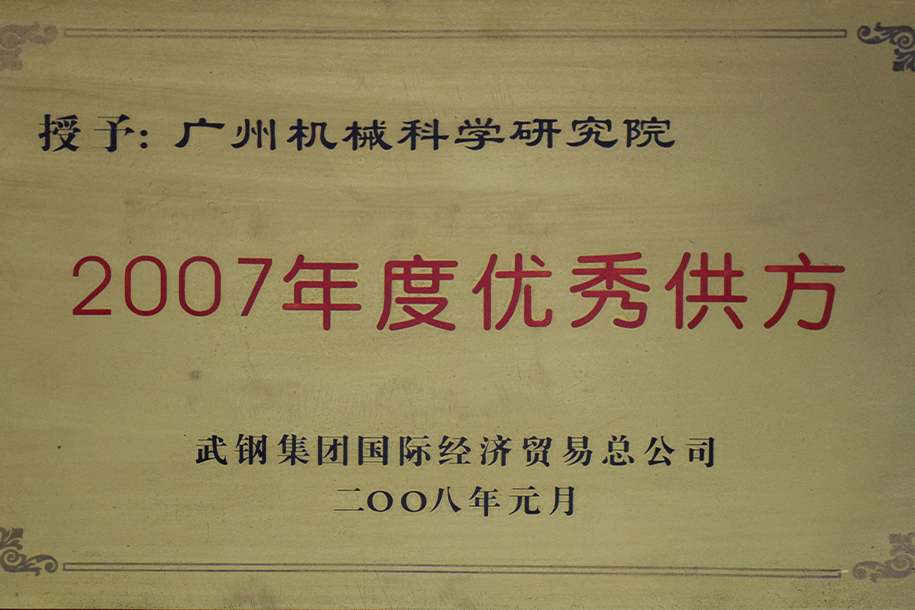 授予:广州机械科学研究院
2007年度优秀供方
武钢集团国际经济贸易总公司
二〇〇八年元月